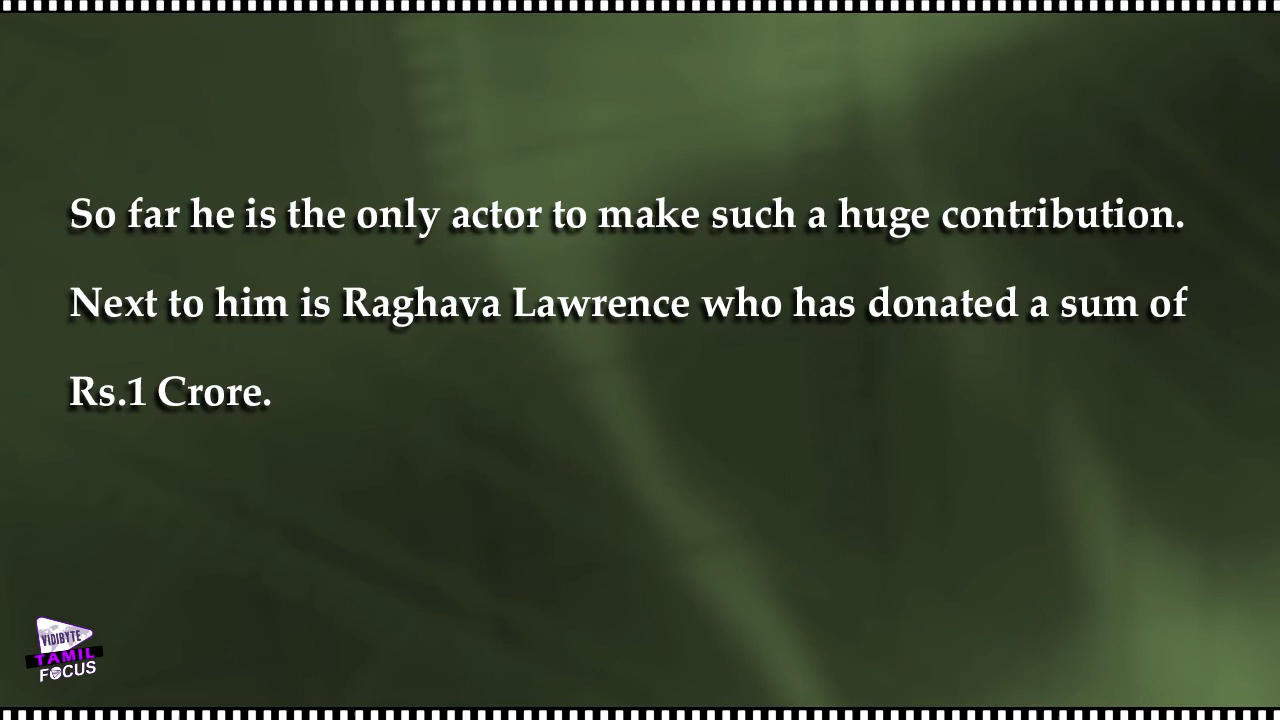 So far he is the only actor to make such a huge contribution.
Next to him is Raghava Lawrence who has donated a sum of
Rs.1 Crore.
VIDIBYTE
TAMIL
FOCUS